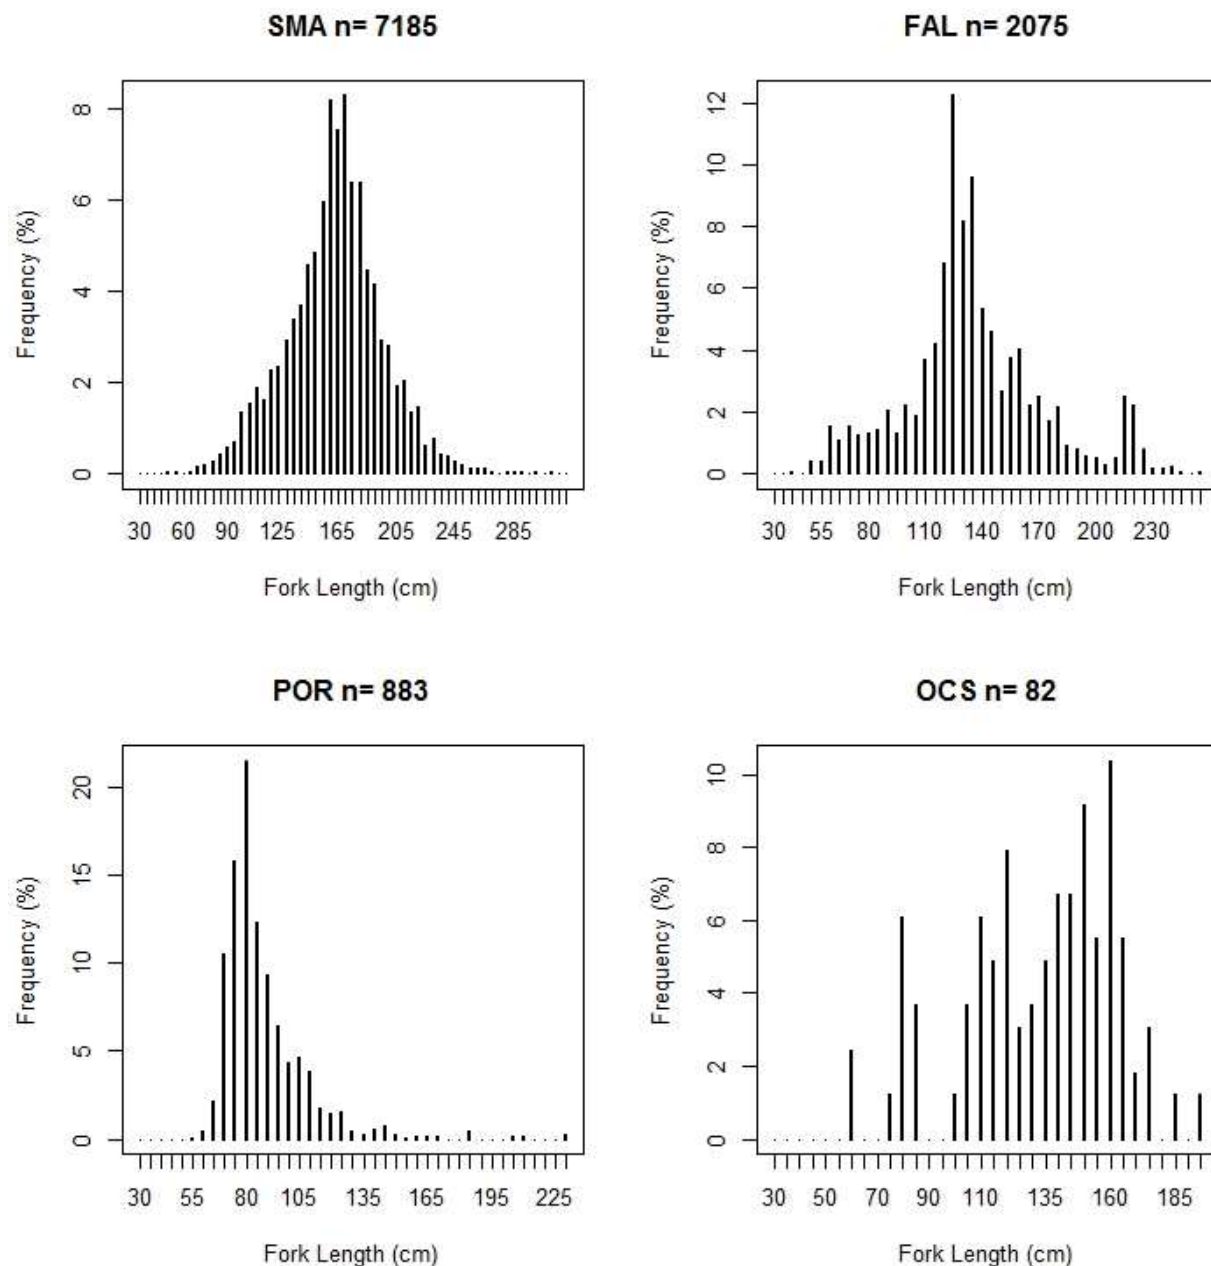 SMA n= 7185
Frequency (%)
0 2 4 6 8
30 60 90 125 165 205 245 285
Fork Length (cm)
FAL n= 2075
Frequency (%)
0 2 4 6 8 10 12
30 55 80 110 140 170 200 230
Fork Length (cm)
POR n= 883
Frequency (%)
0 5 10 15 20
30 55 80 105 135 165 195 225
Fork Length (cm)
OCS n= 82
Frequency (%)
0 2 4 6 8 10
30 50 70 90 110 135 160 185
Fork Length (cm)